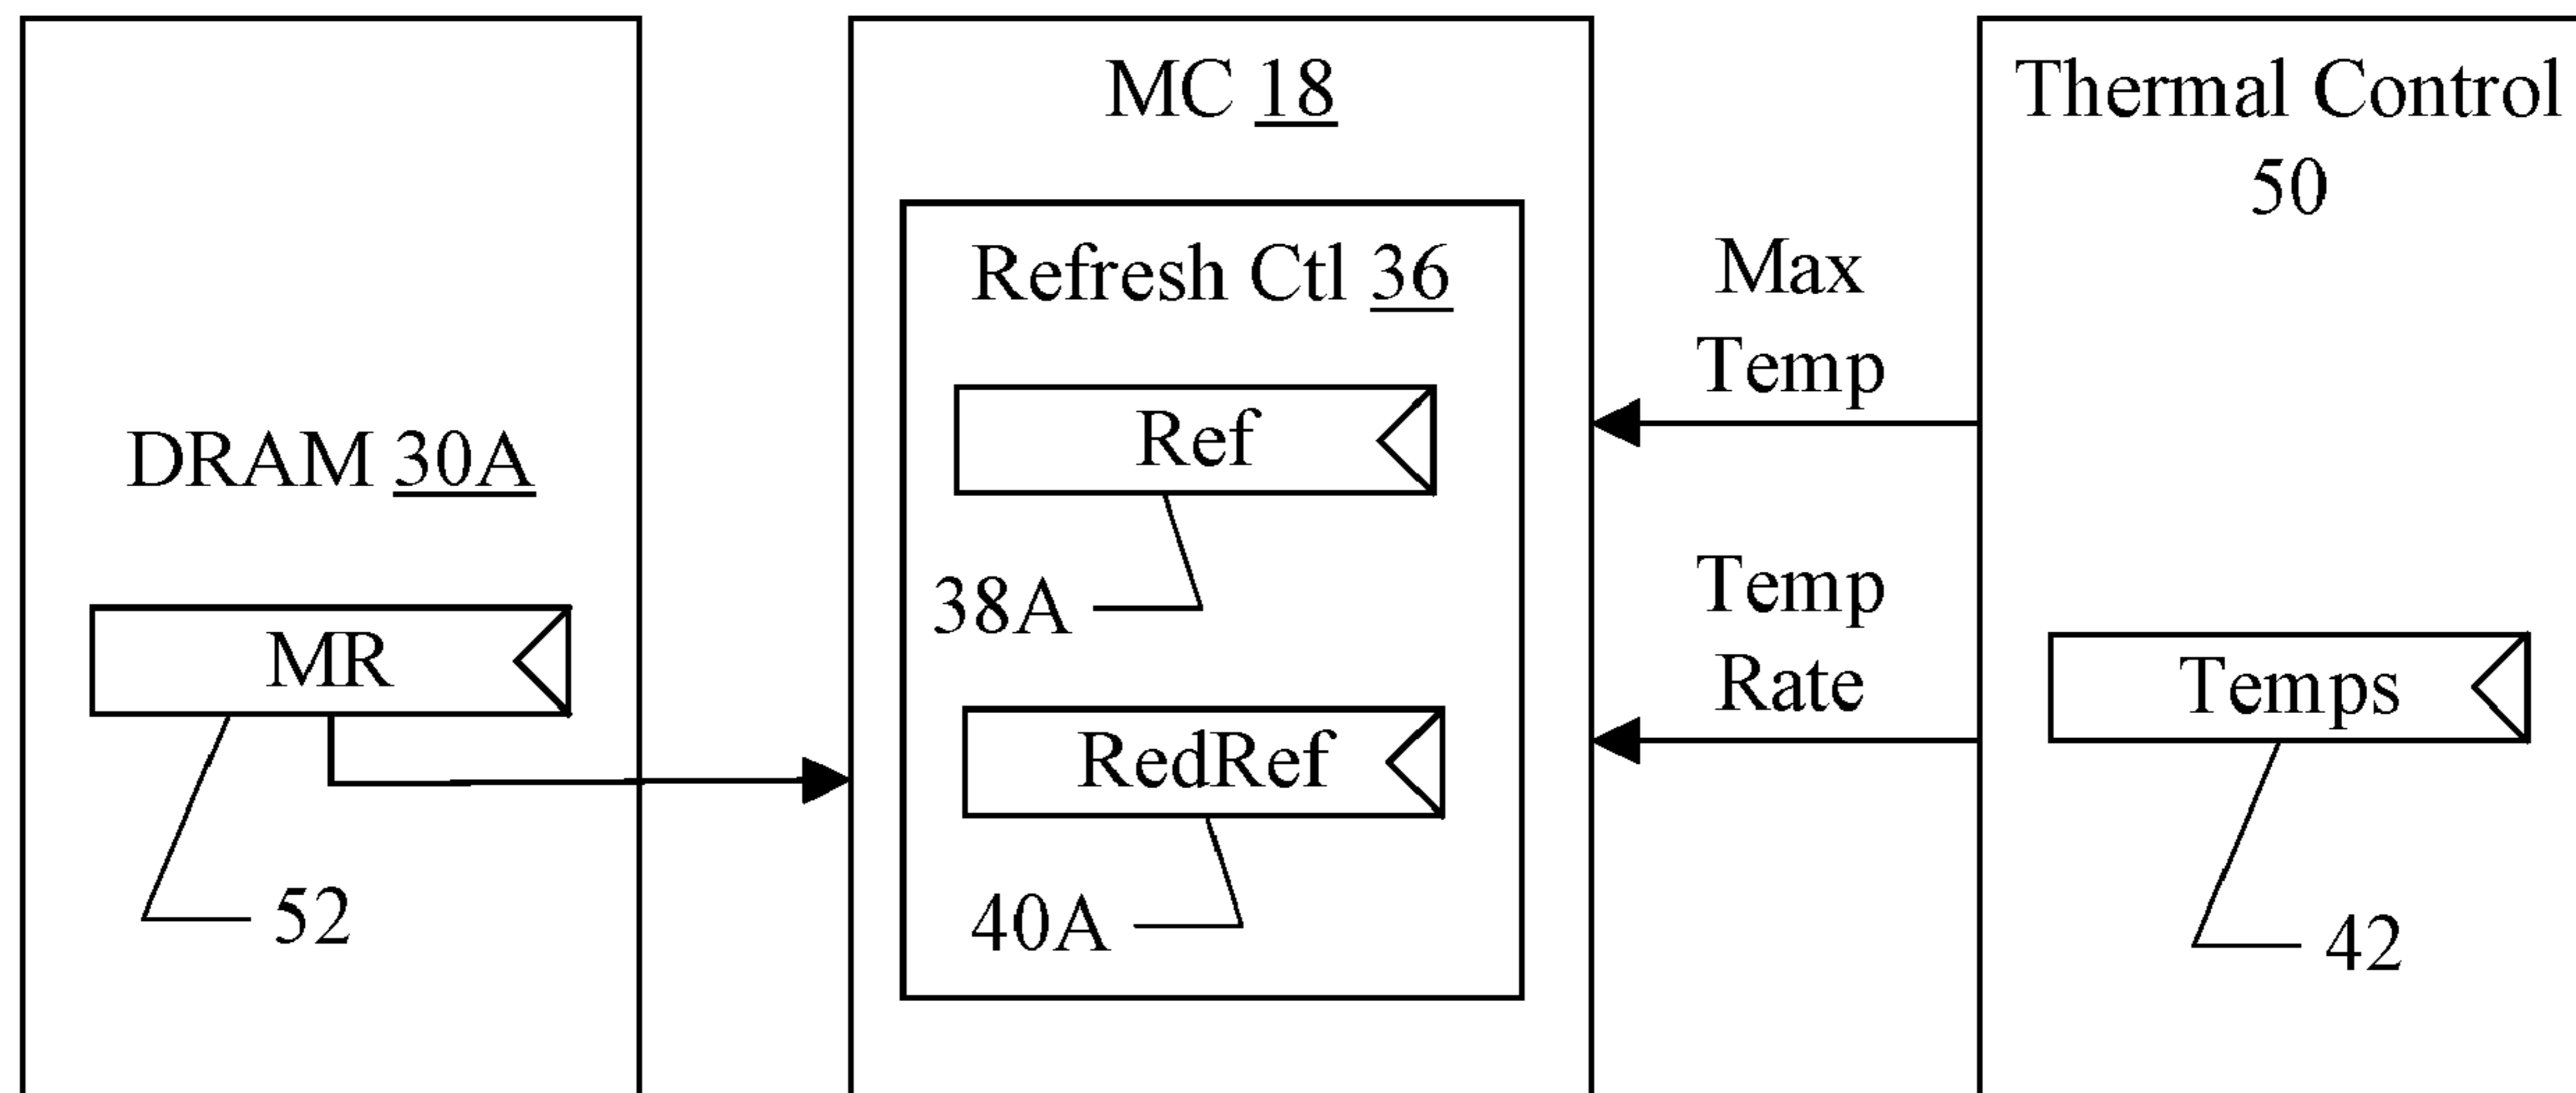 DRAM 30A
MR
52
MC 18
Refresh Ctl 36
Ref
38A
RedRef
40A
Max
Temp
Temp
Rate
Thermal Control
50
Temps
42